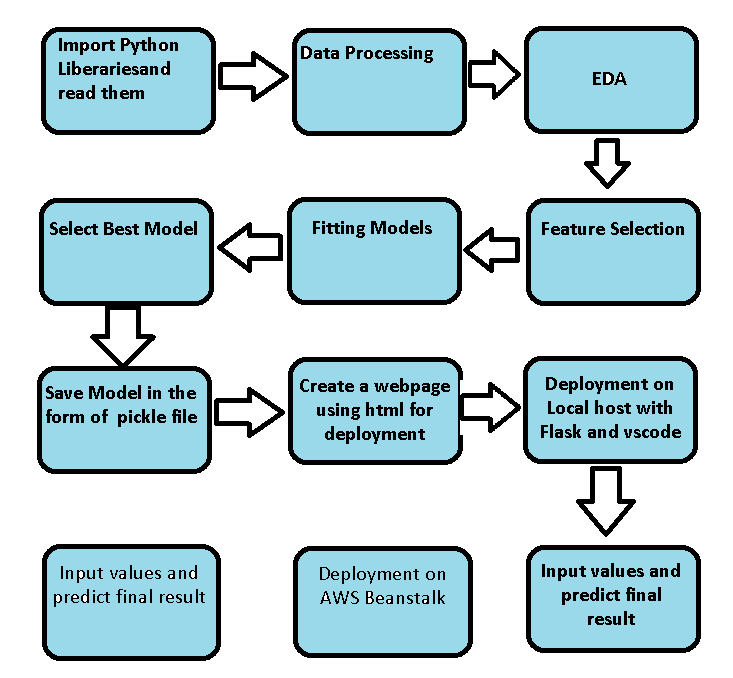 Import Python
Liberariesand
read them
Data Processing
EDA
Select Best Model
Fitting Models
Feature Selection
Save Model in the
form of pickle file
Create a webpage
using html for
deployment
Deployment on
Local host with
Flask and vscode
Input values and
predict final result
Deployment on
AWS Beanstalk
Input values and
predict final
result